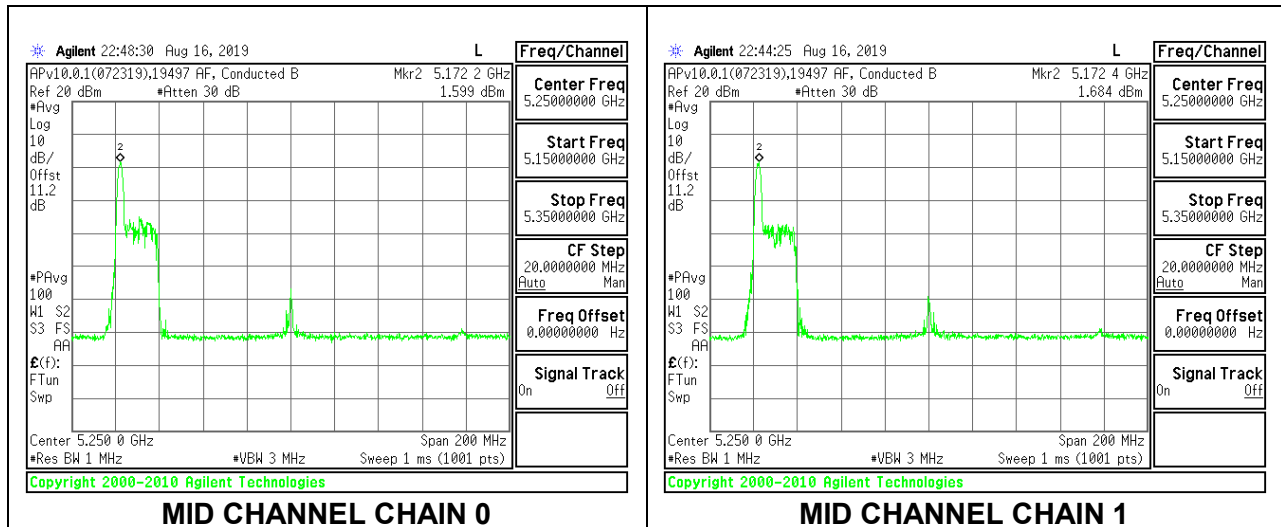 Agilent 22:48:30 Aug 16, 2019 L
APv10.0.1(072319),19497 AF, Conducted B Mkr2 5.172 2 GHz
Ref 20 dBm #Atten 30 dB 1.599 dBm
#Avg
Log
10
dB/
Offst
11.2
dB
2
#PAvg
100
W1 S2
S3 FS
AA
£(f):
FTun
Swp
Center 5.250 0 GHz Span 200 MHz
#Res BW 1 MHz #VBW 3 MHz Sweep 1 ms (1001 pts)
Copyright 2000-2010 Agilent Technologies
Freq/Channel
Center Freq
5.25000000 GHz
Start Freq
5.15000000 GHz
Stop Freq
5.35000000 GHz
CF Step
20.0000000 MHz
Auto Man
Freq Offset
0.00000000 Hz
Signal Track
On Off
MID CHANNEL CHAIN 0
Agilent 22:44:25 Aug 16, 2019 L
APv10.0.1(072319),19497 AF, Conducted B Mkr2 5.172 4 GHz
Ref 20 dBm #Atten 30 dB 1.684 dBm
#Avg
Log
10
dB/
Offst
11.2
dB
2
#PAvg
100
W1 S2
S3 FS
AA
£(f):
FTun
Swp
Center 5.250 0 GHz Span 200 MHz
#Res BW 1 MHz #VBW 3 MHz Sweep 1 ms (1001 pts)
Copyright 2000-2010 Agilent Technologies
Freq/Channel
Center Freq
5.25000000 GHz
Start Freq
5.15000000 GHz
Stop Freq
5.35000000 GHz
CF Step
20.0000000 MHz
Auto Man
Freq Offset
0.00000000 Hz
Signal Track
On Off
MID CHANNEL CHAIN 1